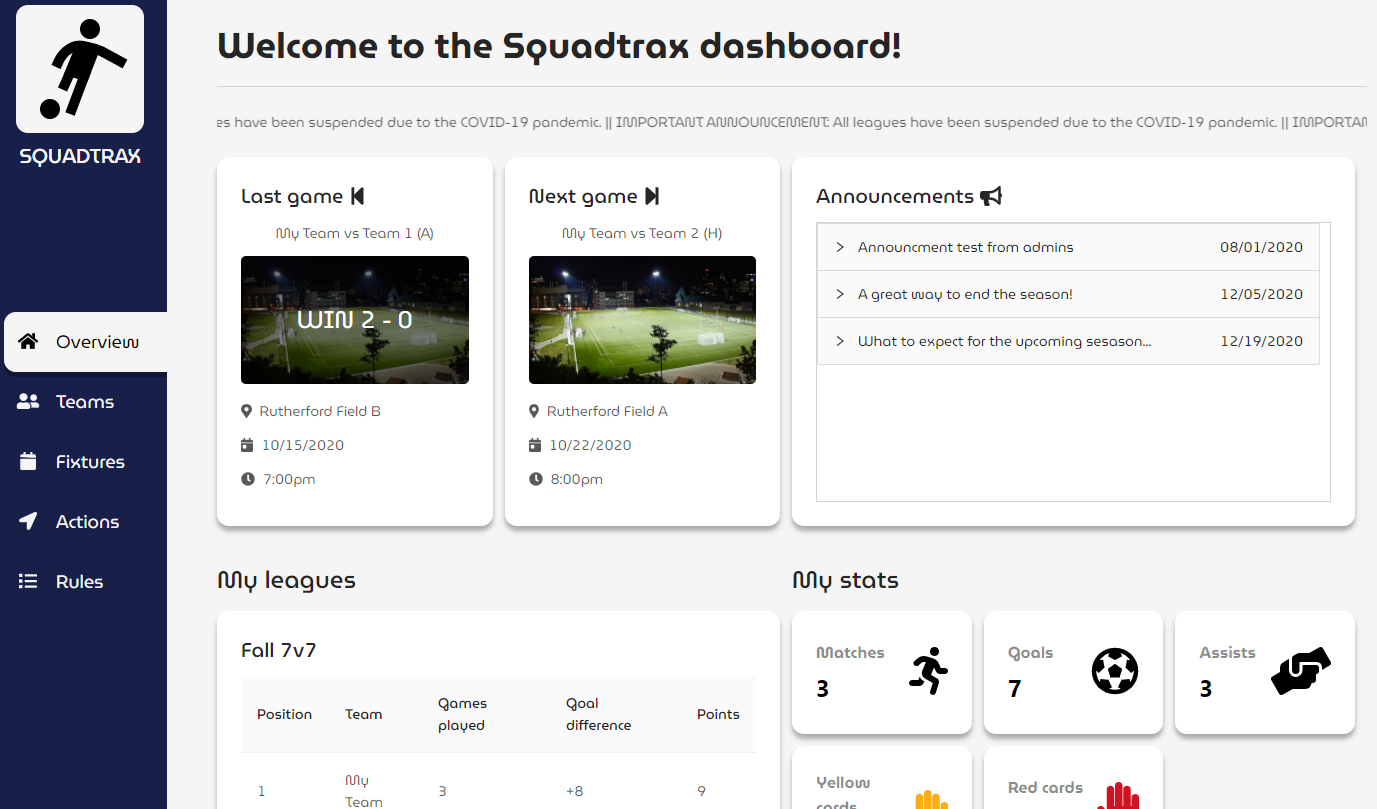 SQUADTRAX
Overview
Teams
Fixtures
Actions
Rules
Welcome to the Squadtrax dashboard!
es have been suspended due to the COVID-19 pandemic. || IMPORTANT ANNOUNCEMENT: All leagues have been suspended due to the COVID-19 pandemic. || IMPORTAN
Last game
My Team vs Team 1 (A)
WIN 2 - 0
Rutherford Field B
10/15/2020
7:00pm
Next game
My Team vs Team 2 (H)
Rutherford Field A
10/22/2020
8:00pm
Announcements
Announcment test from admins 08/01/2020
A great way to end the season! 12/05/2020
What to expect for the upcoming sesason... 12/19/2020
My leagues
Fall 7v7
Position Team Games played Goal difference Points
1 My Team 3 +8 9
My stats
Matches
3
Goals
7
Assists
3
Yellow
cards
Red cards